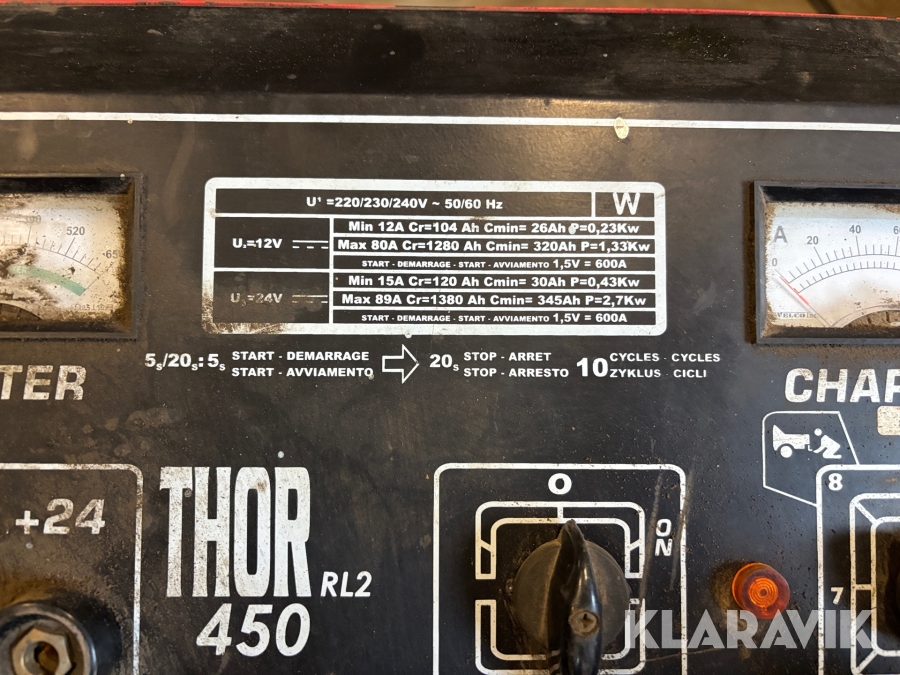 U¹ =220/230/240V ~ 50/60 Hz
W
U₂=12V
Min 12A Cr=104 Ah Cmin= 26Ah P=0,23Kw
Max 80A Cr=1280 Ah Cmin= 320Ah P=1,33Kw
START - DEMARRAGE - START - AVVIAMENTO 1,5V = 600A
U₂=24V
Min 15A Cr=120 Ah Cmin= 30Ah P=0,43Kw
Max 89A Cr=1380 Ah Cmin= 345Ah P=2,7Kw
START - DEMARRAGE - START - AVVIAMENTO 1,5V = 600A
520
650
A
0 20 40 60
5s/20s: 5s START - DEMARRAGE
START - AVVIAMENTO
20s STOP - ARRET
STOP - ARRESTO
10 CYCLES - CYCLES
ZYKLUS - CICLI
TER
CHAR
+24
THOR
RL2
450
O
ON
8
7
KLARAVIK